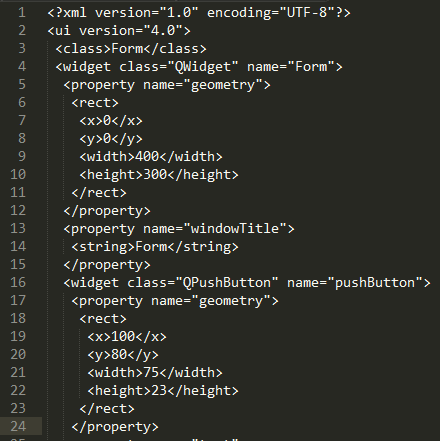 1 <?xml version="1.0" encoding="UTF-8"?>
2 <ui version="4.0">
3  <class>Form</class>
4  <widget class="QWidget" name="Form">
5   <property name="geometry">
6    <rect>
7     <x>0</x>
8     <y>0</y>
9     <width>400</width>
10     <height>300</height>
11    </rect>
12   </property>
13   <property name="windowTitle">
14    <string>Form</string>
15   </property>
16   <widget class="QPushButton" name="pushButton">
17    <property name="geometry">
18     <rect>
19      <x>100</x>
20      <y>80</y>
21      <width>75</width>
22      <height>23</height>
23     </rect>
24    </property>